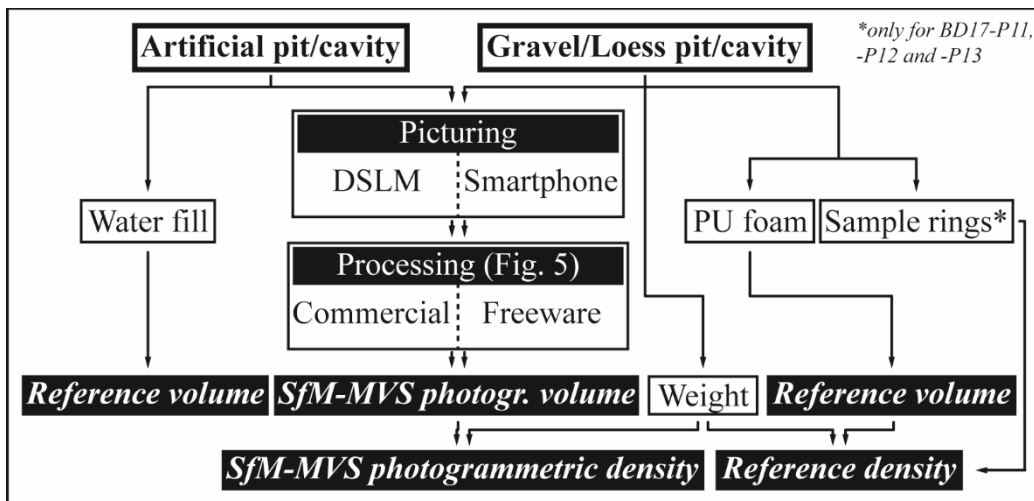 Artificial pit/cavity
Gravel/Loess pit/cavity
*only for BD17-P11,
-P12 and -P13
Picturing
DSLM
Smartphone
Water fill
PU foam
Sample rings*
Processing (Fig. 5)
Commercial
Freeware
Reference volume
SfM-MVS photogr. volume
Weight
Reference volume
SfM-MVS photogrammetric density
Reference density